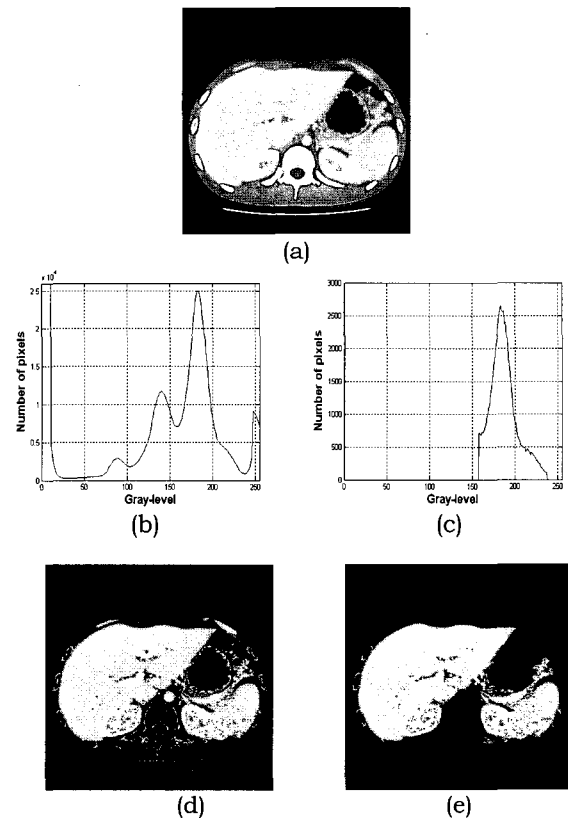 (a)
x 10^4
Number of pixels
2.5
2
1.5
1
0.5
0
0 50 100 150 200 250
Gray-level
(b)
Number of pixels
3000
2500
2000
1500
1000
500
0
0 50 100 150 200 250
Gray-level
(c)
(d)
(e)